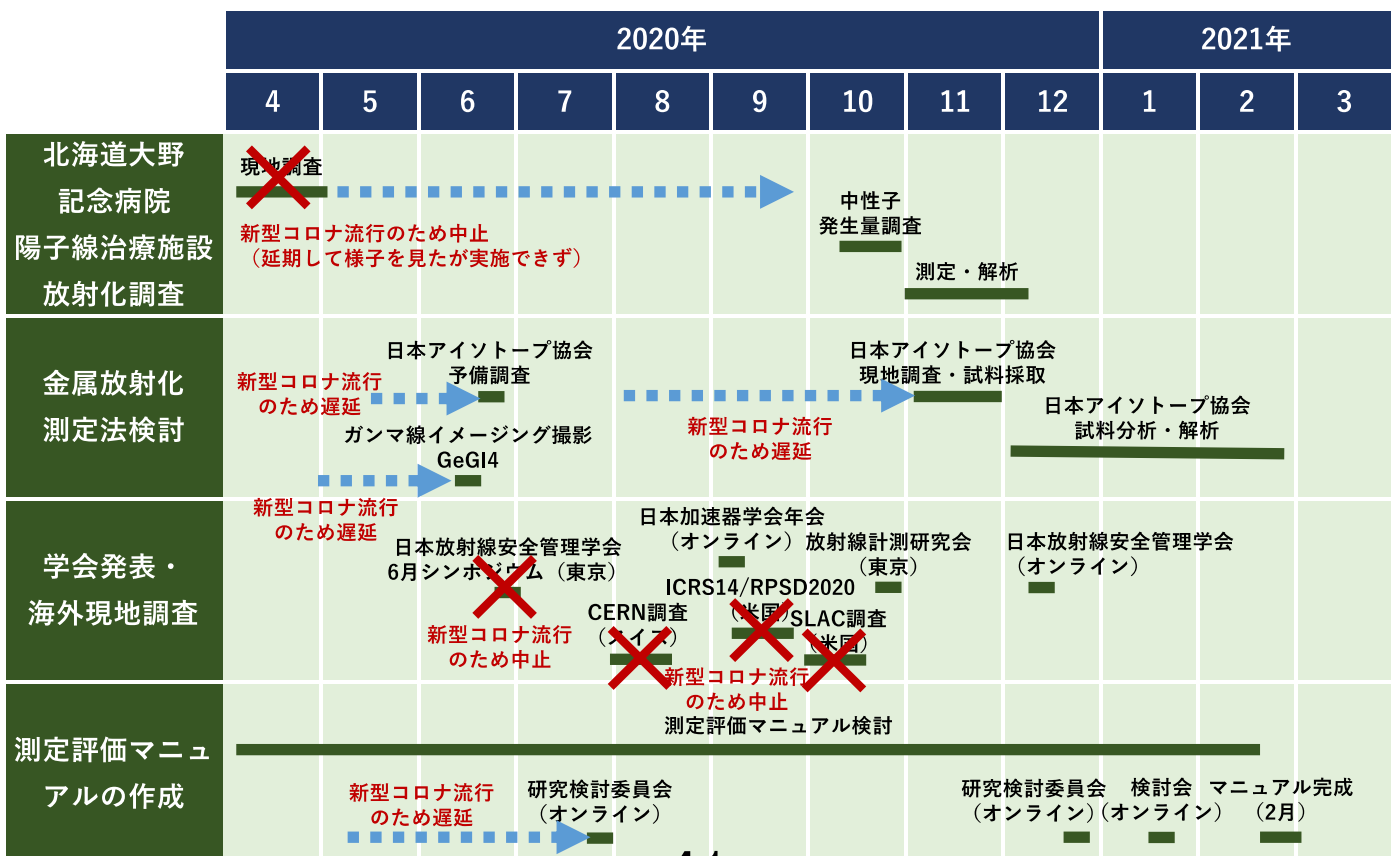 2020年
2021年
4 5 6 7 8 9 10 11 12 1 2 3
北海道大野
記念病院
陽子線治療施設
放射化調査
現地調査
新型コロナ流行のため中止
（延期して様子を見たが実施できず）
中性子
発生量調査
測定・解析
金属放射化
測定法検討
新型コロナ流行
のため遅延
日本アイソトープ協会
予備調査
ガンマ線イメージング撮影
GeGI4
新型コロナ流行
のため遅延
新型コロナ流行
のため遅延
日本アイソトープ協会
現地調査・試料採取
日本アイソトープ協会
試料分析・解析
学会発表・
海外現地調査
日本放射線安全管理学会
6月シンポジウム（東京）
新型コロナ流行
のため中止
CERN調査
（スイス）
日本加速器学会年会
（オンライン）
ICRS14/RPSD2020
（米国）
新型コロナ流行
のため中止
SLAC調査
（米国）
放射線計測研究会
（東京）
日本放射線安全管理学会
（オンライン）
測定評価マニュ
アルの作成
測定評価マニュアル検討
新型コロナ流行
のため遅延
研究検討委員会
（オンライン）
研究検討委員会
（オンライン）
検討会
（オンライン）
マニュアル完成
（2月）